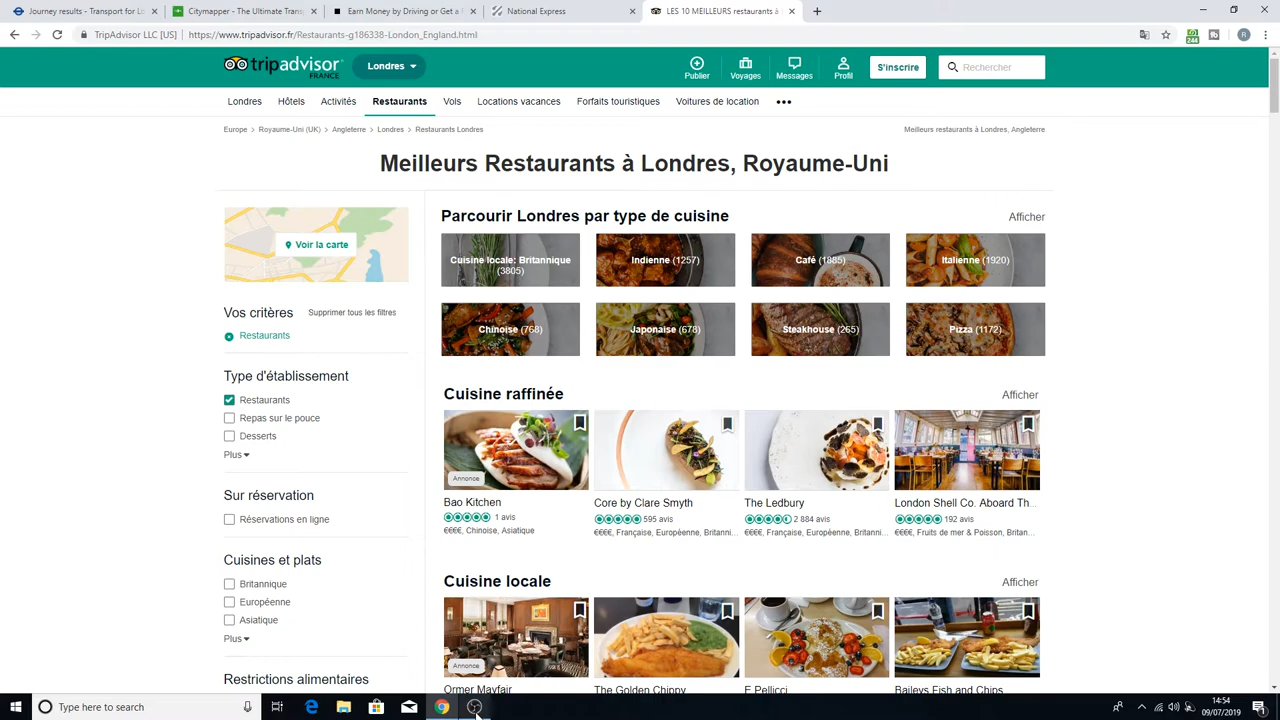 Journey results - Transport for Lo
Citymapper - The Ultimate Trans
Earn Money by Driving or Get a
National Express
LES 10 MEILLEURS restaurants à
TripAdvisor LLC [US] | https://www.tripadvisor.fr/Restaurants-g186338-London_England.html
244
R
tripadvisor
FRANCE
Londres
Publier
Voyages
Messages
Profil
S'inscrire
Rechercher
Londres Hôtels Activités Restaurants Vols Locations vacances Forfaits touristiques Voitures de location •••
Europe > Royaume-Uni (UK) > Angleterre > Londres > Restaurants Londres
Meilleurs restaurants à Londres, Angleterre
Meilleurs Restaurants à Londres, Royaume-Uni
Voir la carte
Vos critères
Supprimer tous les filtres
Restaurants
Type d'établissement
Restaurants
Repas sur le pouce
Desserts
Plus
Sur réservation
Réservations en ligne
Cuisines et plats
Britannique
Européenne
Asiatique
Plus
Restrictions alimentaires
Parcourir Londres par type de cuisine
Afficher
Cuisine locale: Britannique
(3805)
Indienne (1257)
Café (1885)
Italienne (1920)
Chinoise (768)
Japonaise (678)
Steakhouse (265)
Pizza (1172)
Cuisine raffinée
Afficher
Annonce
Bao Kitchen
1 avis
€€€€, Chinoise, Asiatique
Core by Clare Smyth
595 avis
€€€€, Française, Européenne, Britanni...
The Ledbury
2 884 avis
€€€€, Française, Européenne, Britanni...
London Shell Co. Aboard Th...
192 avis
€€€€, Fruits de mer & Poisson, Britan...
Cuisine locale
Afficher
Annonce
Ormer Mayfair
The Golden Chippy
E Pellicci
Baileys Fish and Chips
Type here to search
14:54
09/07/2019
1